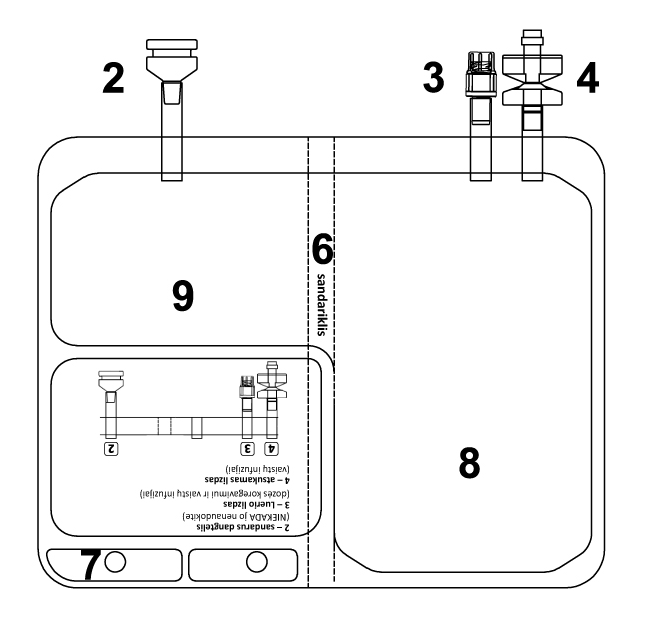 2
3
4
6
sandariklis
9
8
7
2 – sandarus dangtelis
(NIEKADA jo nenaudokite)
3 – Luerio lizdas
(dozės koregavimui ir vaistų infuzijai)
4 – atsukamas lizdas
(vaistų infuzijai)
4 3 2